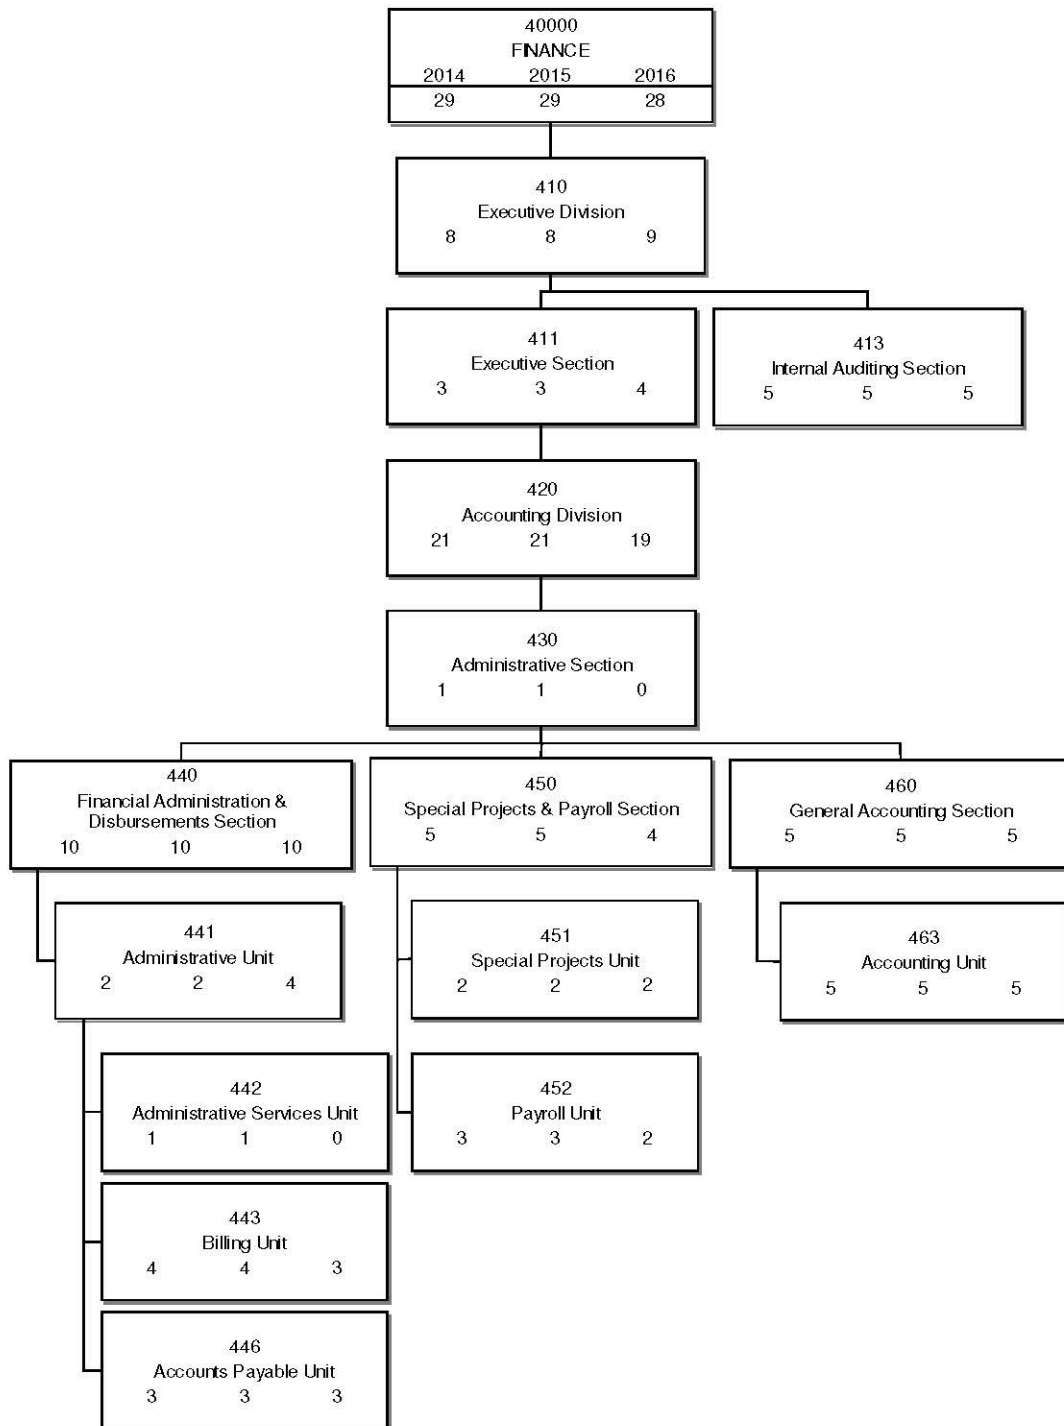 40000
FINANCE
2014 2015 2016
29 29 28
410
Executive Division
8 8 9
411
Executive Section
3 3 4
413
Internal Auditing Section
5 5 5
420
Accounting Division
21 21 19
430
Administrative Section
1 1 0
440
Financial Administration &
Disbursements Section
10 10 10
450
Special Projects & Payroll Section
5 5 4
460
General Accounting Section
5 5 5
441
Administrative Unit
2 2 4
451
Special Projects Unit
2 2 2
463
Accounting Unit
5 5 5
442
Administrative Services Unit
1 1 0
452
Payroll Unit
3 3 2
443
Billing Unit
4 4 3
446
Accounts Payable Unit
3 3 3